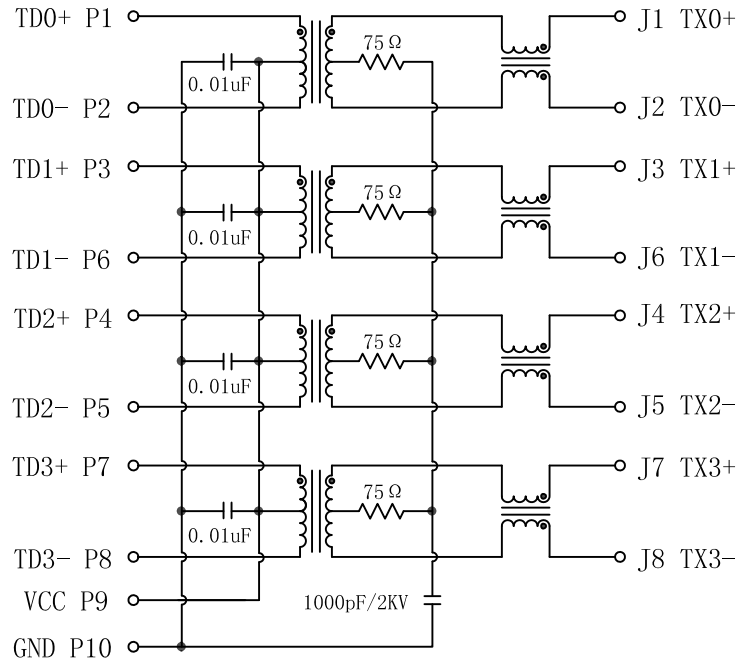 TD0+ P1
J1 TX0+
75Ω
0.01uF
TD0- P2
J2 TX0-
TD1+ P3
J3 TX1+
75Ω
0.01uF
TD1- P6
J6 TX1-
TD2+ P4
J4 TX2+
75Ω
0.01uF
TD2- P5
J5 TX2-
TD3+ P7
J7 TX3+
75Ω
0.01uF
TD3- P8
J8 TX3-
VCC P9
1000pF/2KV
GND P10